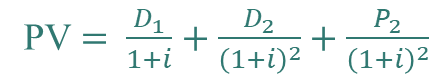 PV = D₁/(1+i) + D₂/(1+i)² + P₂/(1+i)²